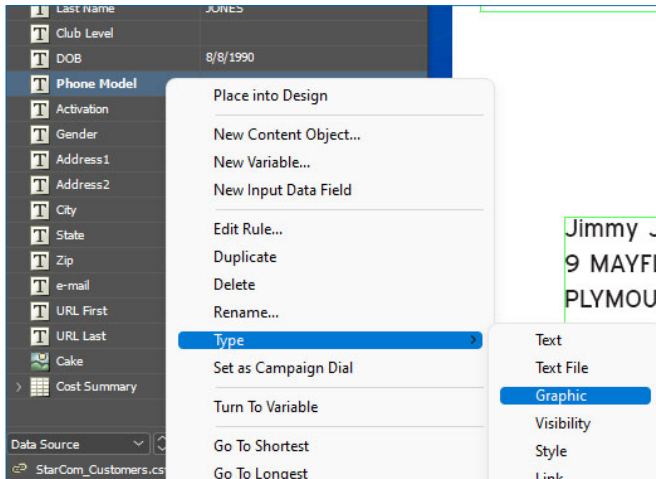 Last Name JONES
Club Level
DOB 8/8/1990
Phone Model
Activation
Gender
Address1
Address2
City
State
Zip
e-mail
URL First
URL Last
Cake
Cost Summary
Data Source
StarCom_Customers.cs
Place into Design
New Content Object...
New Variable...
New Input Data Field
Edit Rule...
Duplicate
Delete
Rename...
Type
Set as Campaign Dial
Turn To Variable
Go To Shortest
Go To Longest
Text
Text File
Graphic
Visibility
Style
Link
Jimmy J
9 MAYF
PLYMOU